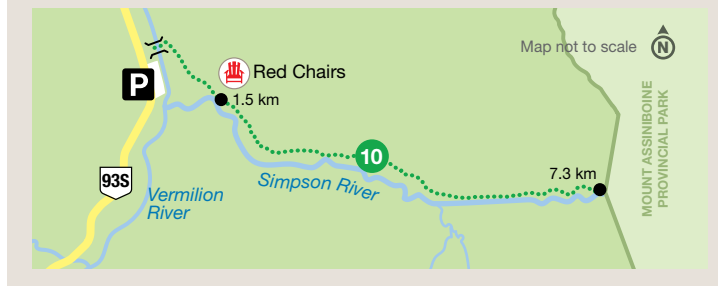 Map not to scale
N
Red Chairs
P
1.5 km
10
7.3 km
93S
Vermilion
River
Simpson River
MOUNT ASSINIBOINE
PROVINCIAL PARK